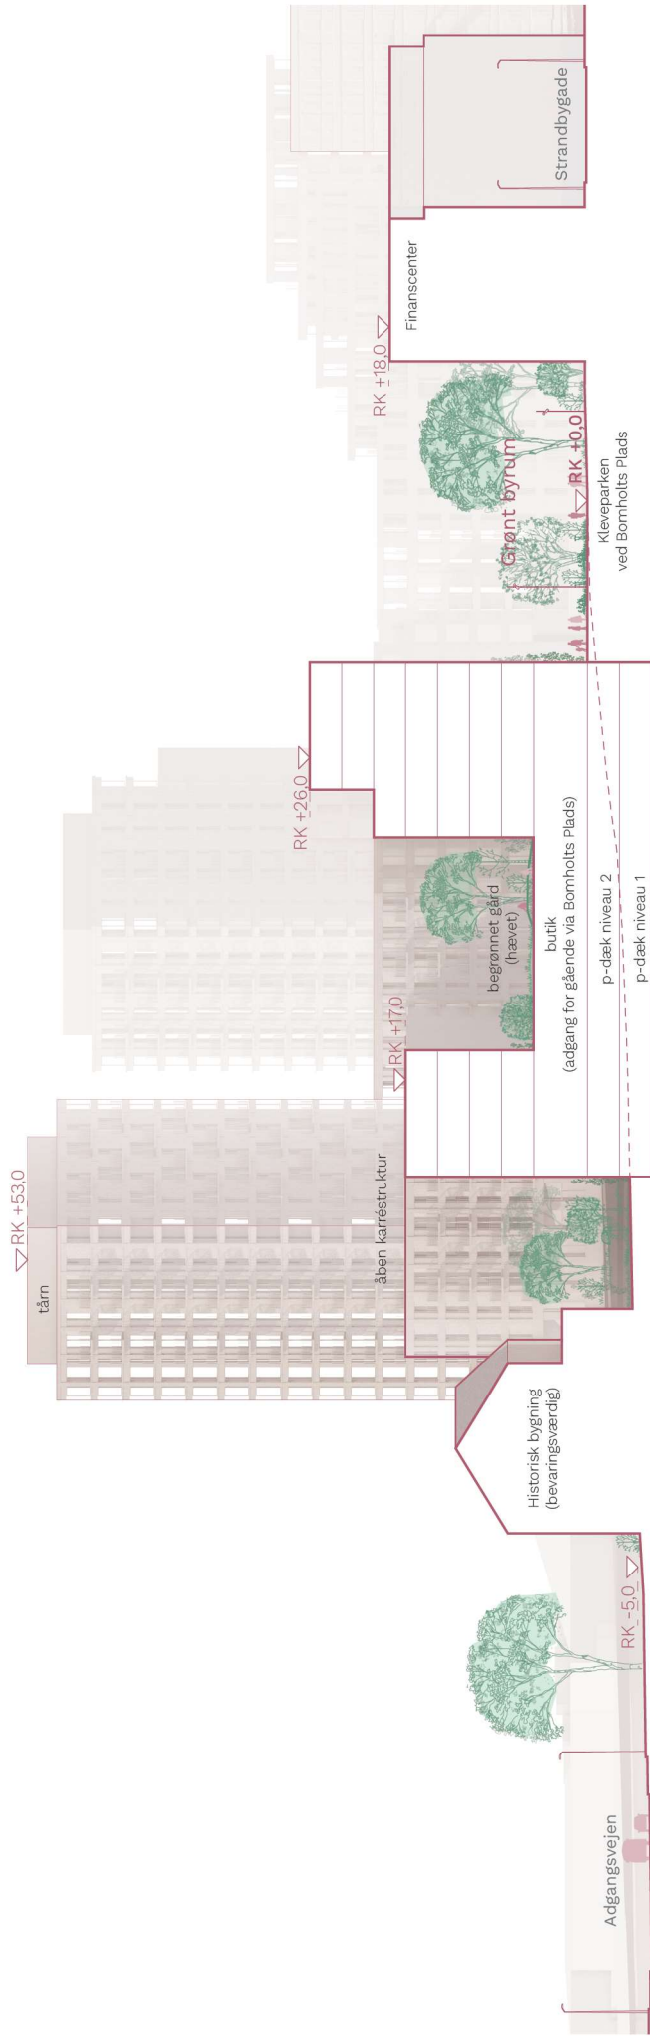 Adgangsvejen
RK -5,0
Historisk bygning
(bevaringsværdig)
tårn
RK +53,0
åben karréstruktur
RK +17,0
begrønnet gård
(hævet)
butik
(adgang for gående via Bomholts Plads)
p-dæk niveau 2
p-dæk niveau 1
RK +26,0
Grønt byrum
RK +0,0
Kleveparken
ved Bomholts Plads
RK +18,0
Finanscenter
Strandbygade